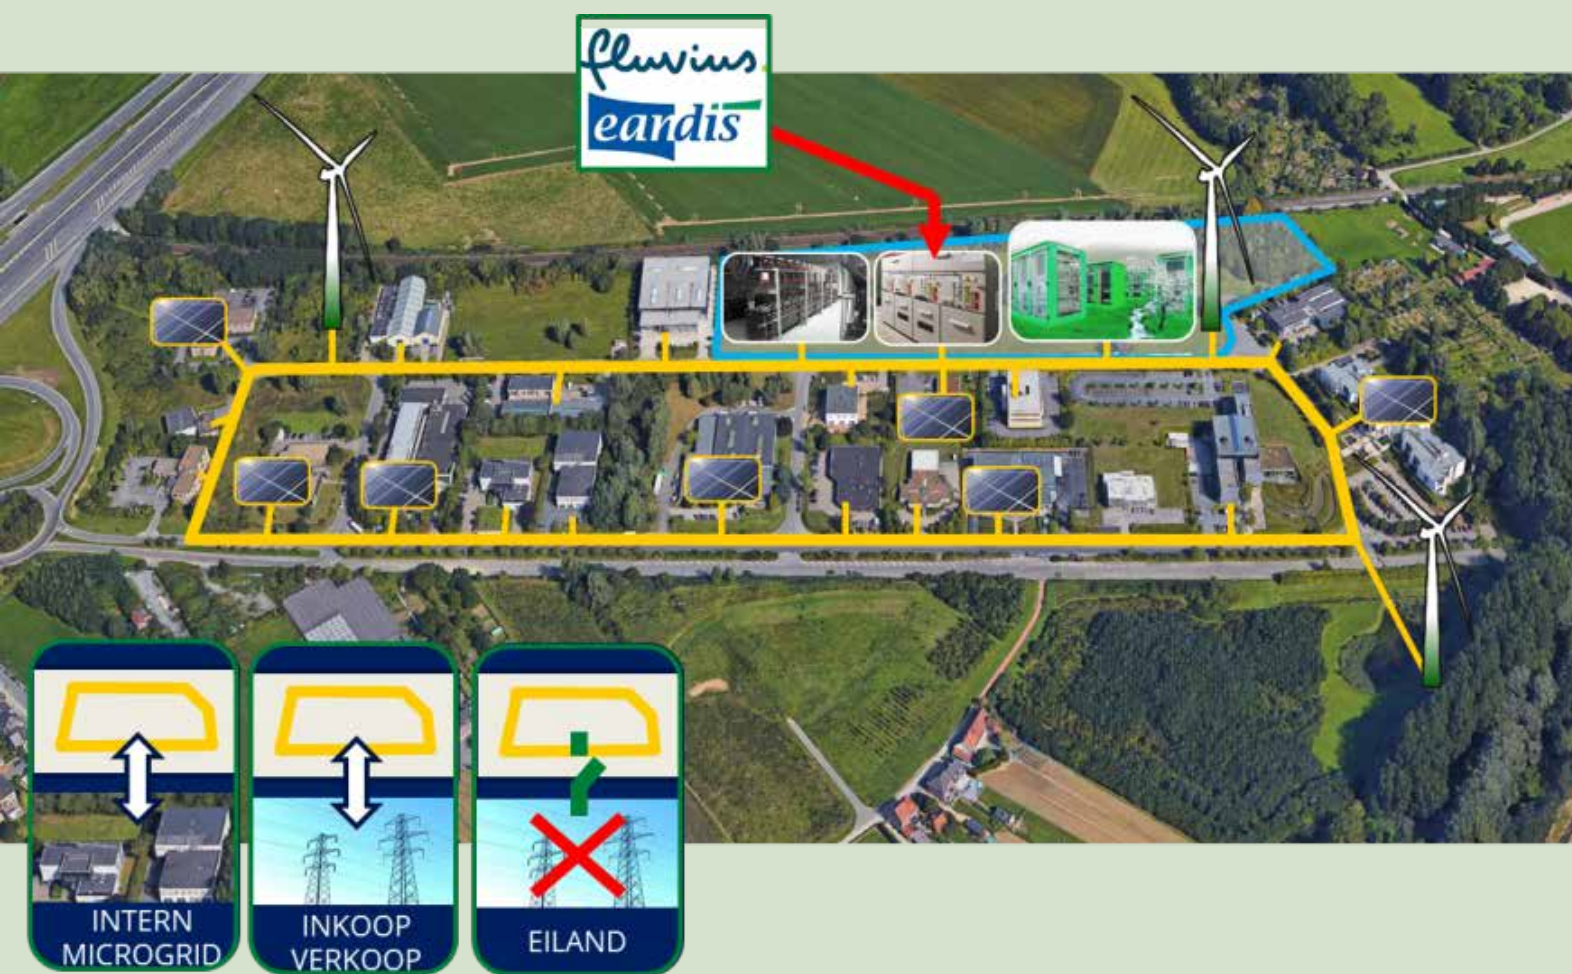 fluvius
eandis
INTERN
MICROGRID
INKOOP
VERKOOP
EILAND